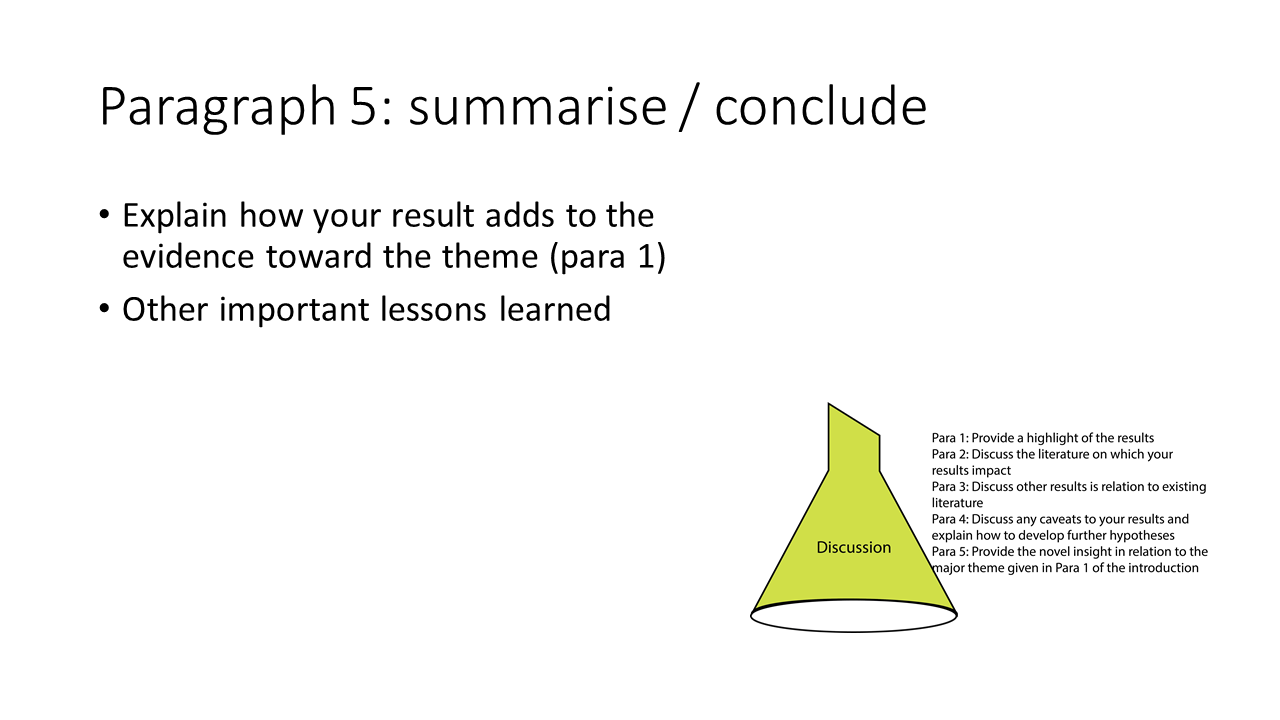 Paragraph 5: summarise / conclude
• Explain how your result adds to the
evidence toward the theme (para 1)
• Other important lessons learned
Discussion
Para 1: Provide a highlight of the results
Para 2: Discuss the literature on which your
results impact
Para 3: Discuss other results is relation to existing
literature
Para 4: Discuss any caveats to your results and
explain how to develop further hypotheses
Para 5: Provide the novel insight in relation to the
major theme given in Para 1 of the introduction